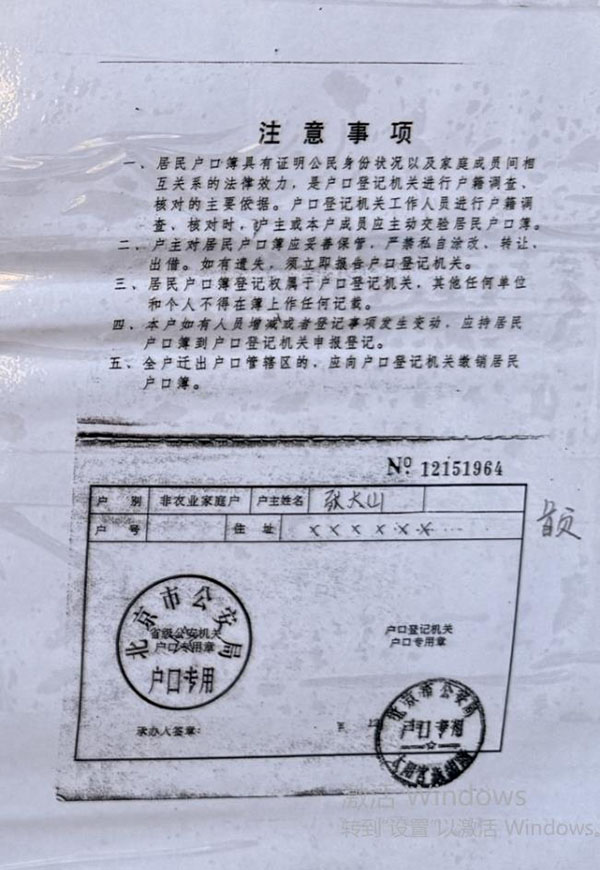 注意事项
一、居民户口簿具有证明公民身份状况以及家庭成员间相
互关系的法律效力，是户口登记机关进行户籍调查、
核对的主要依据。户口登记机关工作人员进行户籍调
查、核对时，户主或本户成员应主动交验居民户口簿。
二、户主对居民户口簿应妥善保管，严禁私自涂改、转让、
出借。如有遗失，须立即报告户口登记机关。
三、居民户口簿登记权属于户口登记机关，其他任何单位
和个人不得在簿上作任何记载。
四、本户如有人员增减或者登记事项发生变动，应持居民
户口簿到户口登记机关申报登记。
五、全户迁出户口管辖区的，应向户口登记机关缴销居民
户口簿。
Nº 12151964
户别 非农业家庭户 户主姓名 张大山
户号 住址 ××××××
首页
北京市公安局
省级公安机关
户口专用章
户口专用
户口登记机关
户口专用章
北京市公安局
户口专用
承办人签章：
激活 Windows
转到"设置"以激活 Windows。